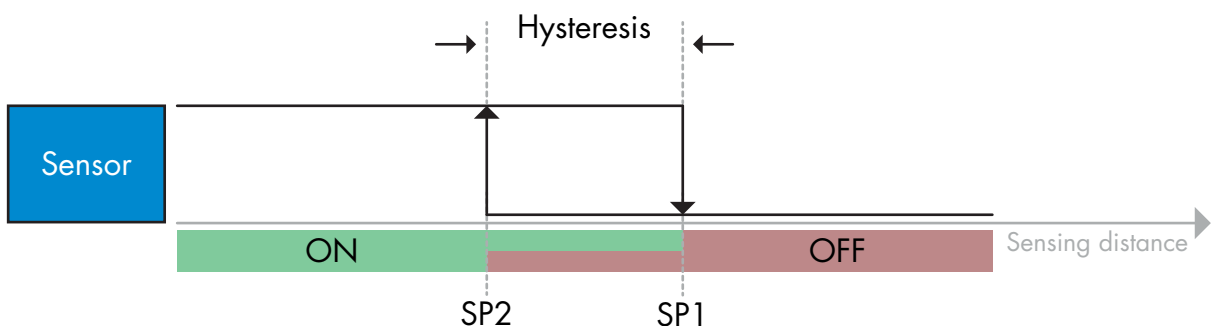 Hysteresis
Sensor
ON
OFF
Sensing distance
SP2
SP1